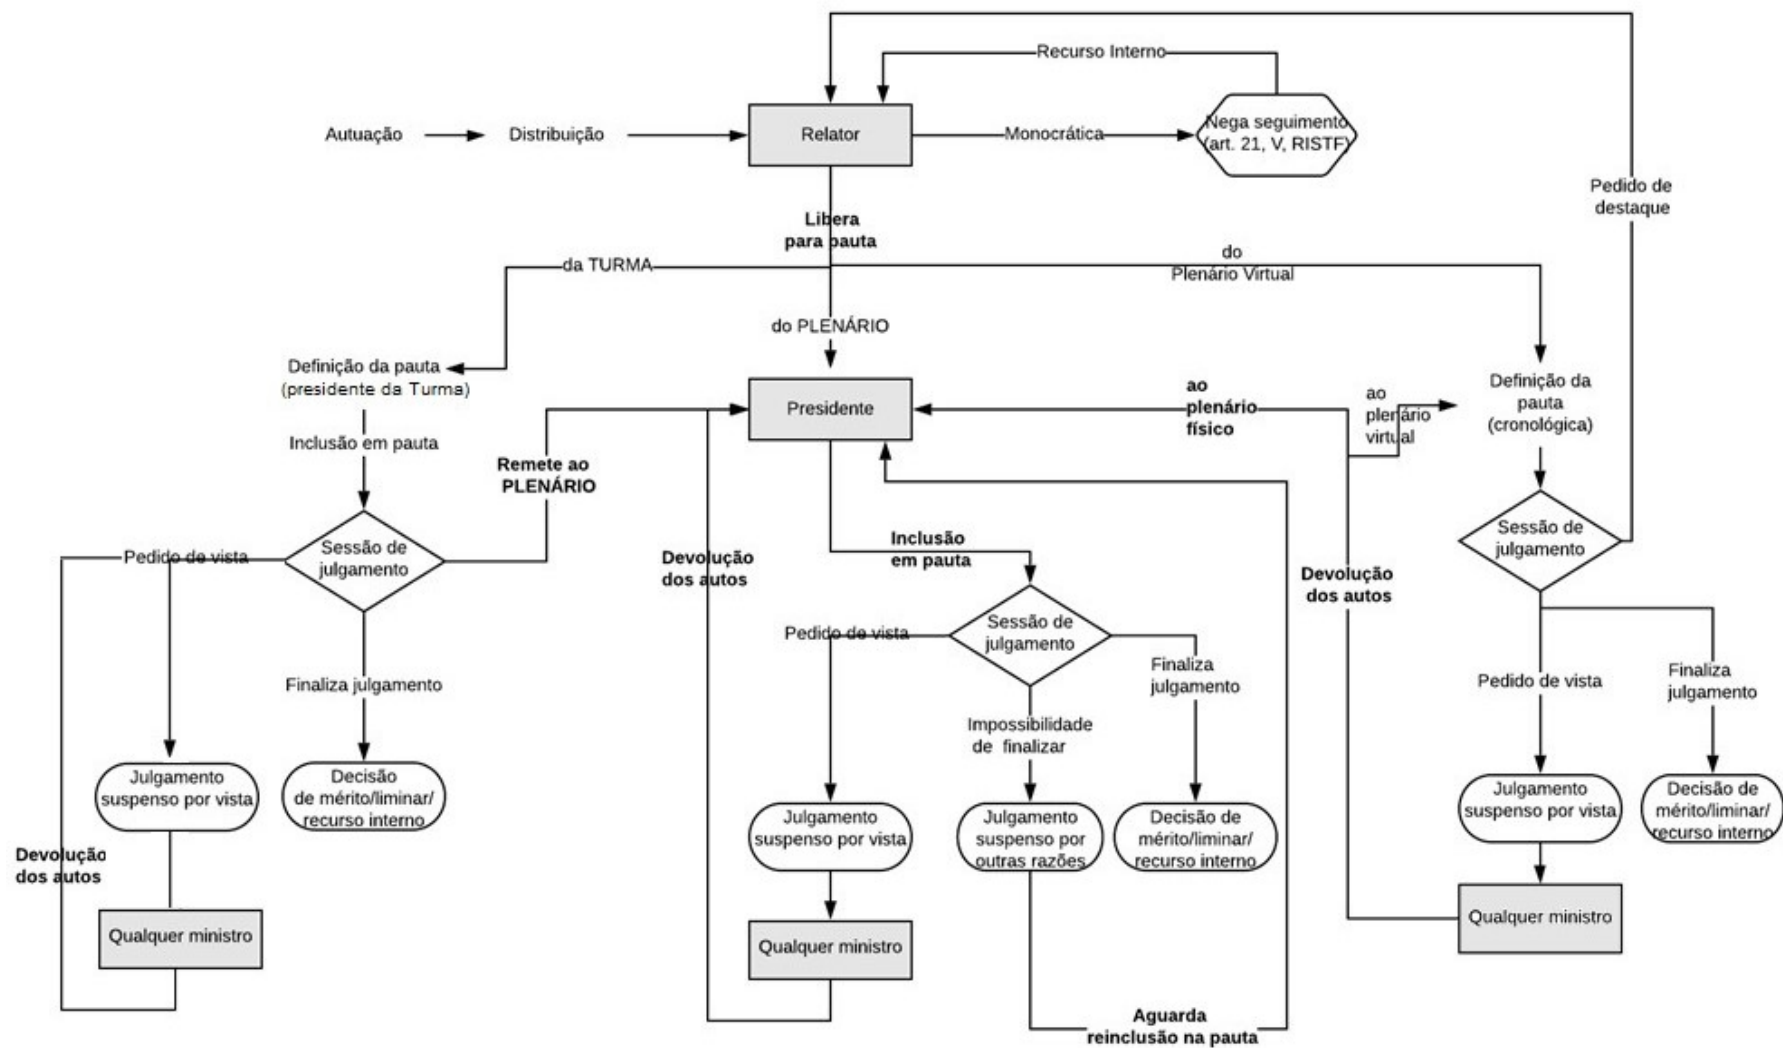 Recurso Interno
Autuação
Distribuição
Relator
Monocrática
Nega seguimento
(art. 21, V, RISTF)
Pedido de
destaque
Libera
para pauta
da TURMA
do
Plenário Virtual
do PLENÁRIO
Definição da pauta
(presidente da Turma)
Inclusão em pauta
Remete ao
PLENÁRIO
Presidente
ao
plenário
físico
ao
plenário
virtual
Definição da
pauta
(cronológica)
Pedido de vista
Sessão de
julgamento
Devolução
dos autos
Inclusão
em pauta
Devolução
dos autos
Sessão de
julgamento
Pedido de vista
Sessão de
julgamento
Finaliza
julgamento
Finaliza julgamento
Impossibilidade
de finalizar
Pedido de vista
Finaliza
julgamento
Julgamento
suspenso por vista
Decisão
de mérito/liminar/
recurso interno
Julgamento
suspenso por vista
Julgamento
suspenso por
outras razões
Decisão de
mérito/liminar/
recurso interno
Julgamento
suspenso por vista
Decisão de
mérito/liminar/
recurso interno
Devolução
dos autos
Qualquer ministro
Qualquer ministro
Qualquer ministro
Aguarda
reinclusão na pauta